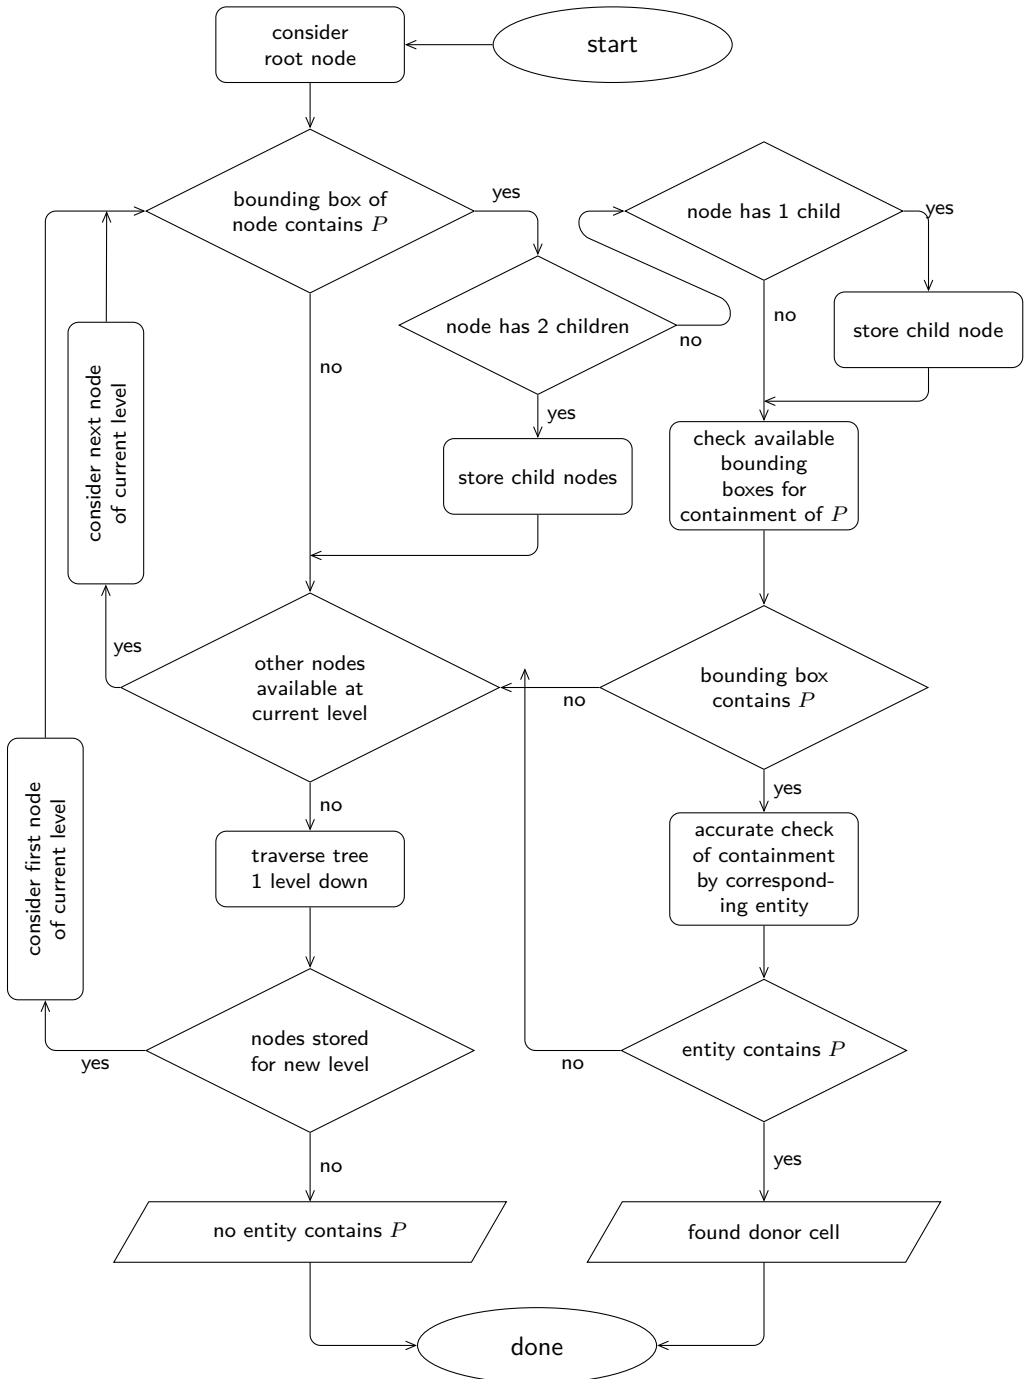 consider
root node
start
bounding box of
node contains P
yes
node has 1 child
yes
node has 2 children
no
no
store child node
no
yes
consider next node
of current level
store child nodes
check available
bounding
boxes for
containment of P
yes
other nodes
available at
current level
no
bounding box
contains P
no
yes
consider first node
of current level
traverse tree
1 level down
accurate check
of containment
by correspond-
ing entity
nodes stored
for new level
yes
entity contains P
no
no
yes
no entity contains P
found donor cell
done